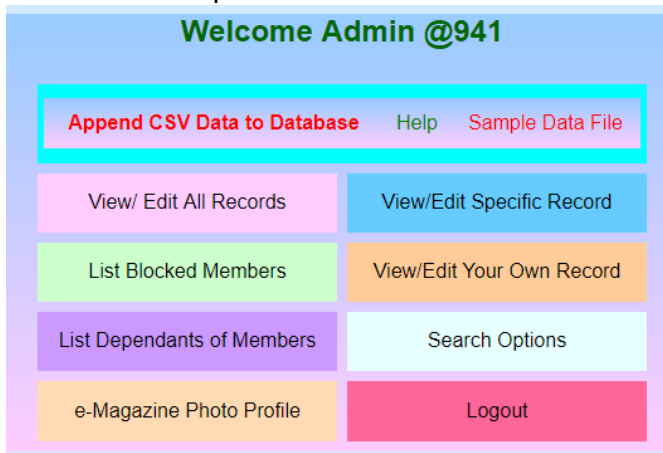 Welcome Admin @941
Append CSV Data to Database Help Sample Data File
View/ Edit All Records View/Edit Specific Record
List Blocked Members View/Edit Your Own Record
List Dependants of Members Search Options
e-Magazine Photo Profile Logout